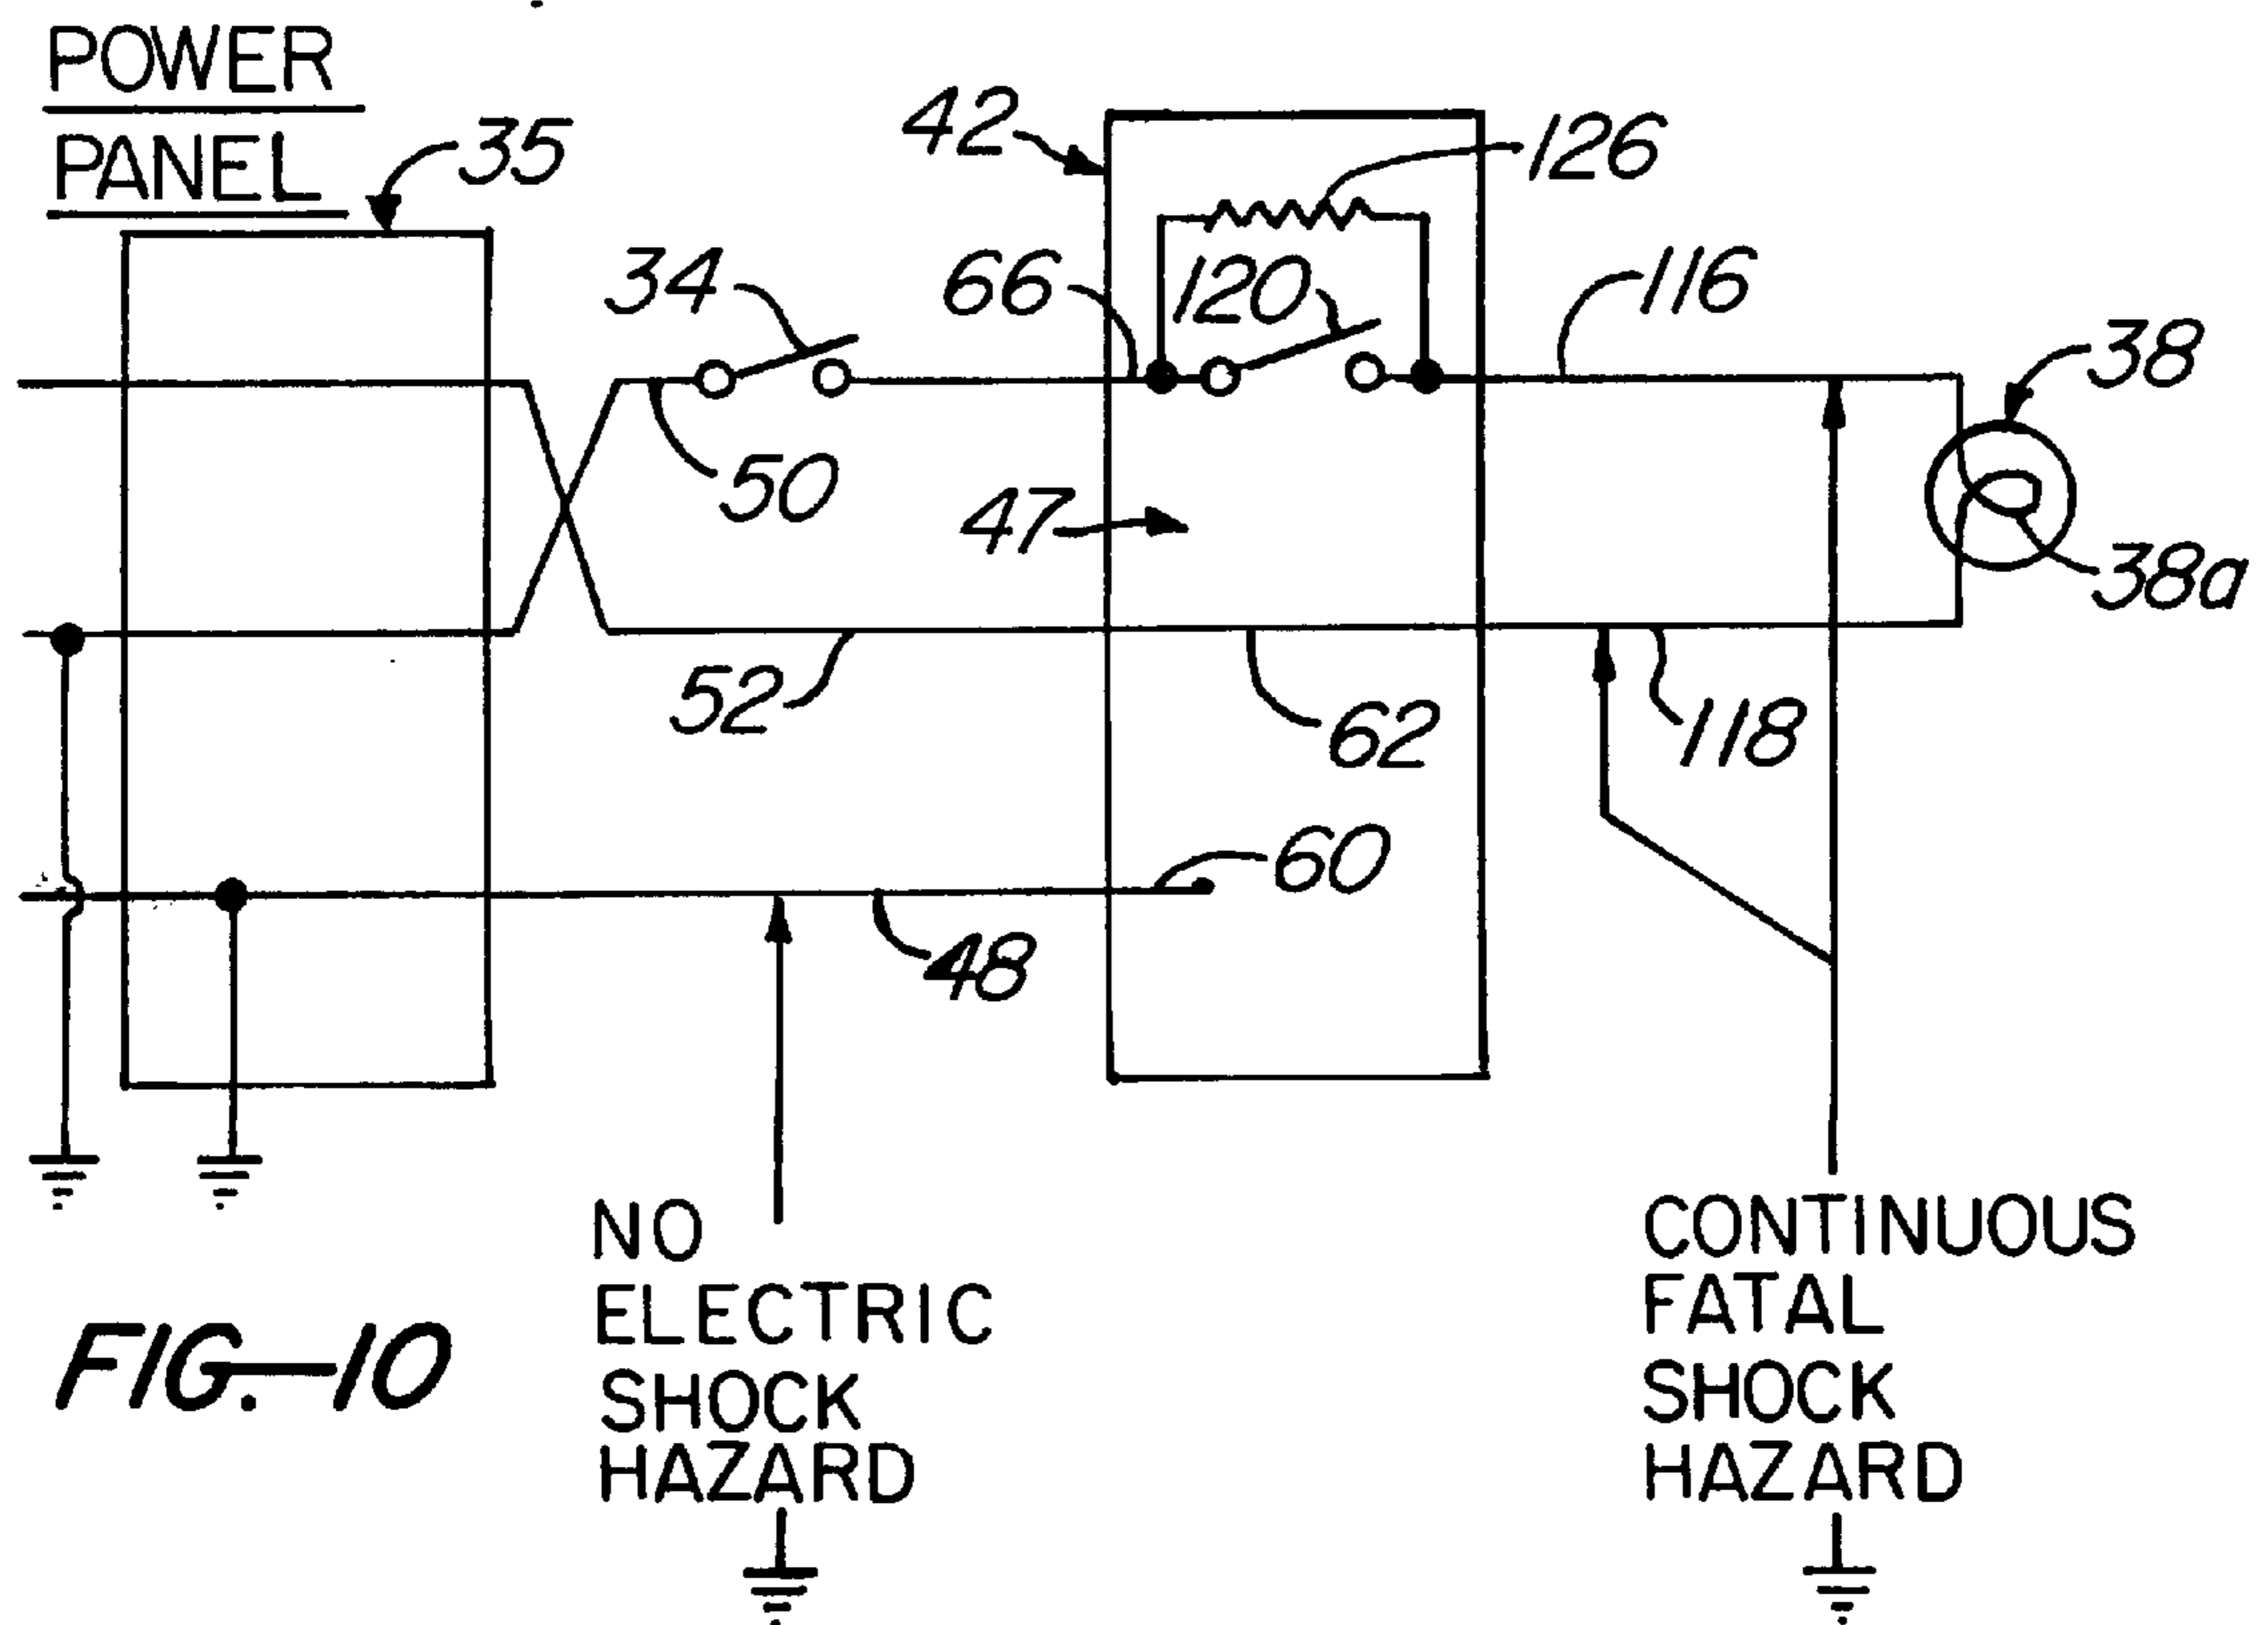 POWER
PANEL
35
42
126
34
66
120
116
38
50
47
38a
52
62
118
60
48
NO
ELECTRIC
SHOCK
HAZARD
CONTINUOUS
FATAL
SHOCK
HAZARD
FIG.—10